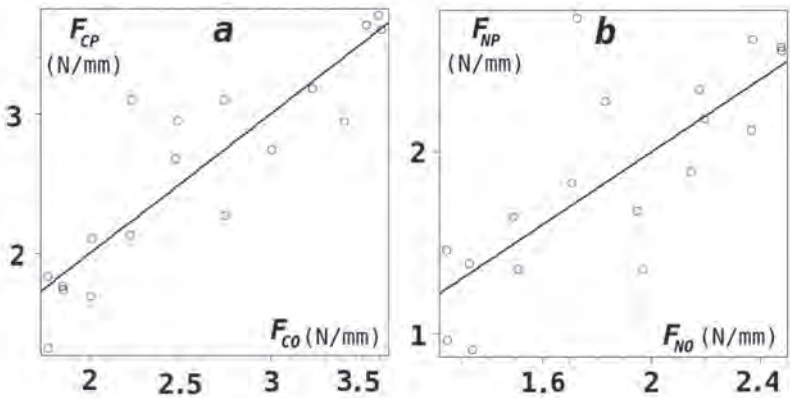 F_CP a
(N/mm)
3
2
F_CO (N/mm)
2 2.5 3 3.5
F_NP b
(N/mm)
2
1
F_NO (N/mm)
1.6 2 2.4